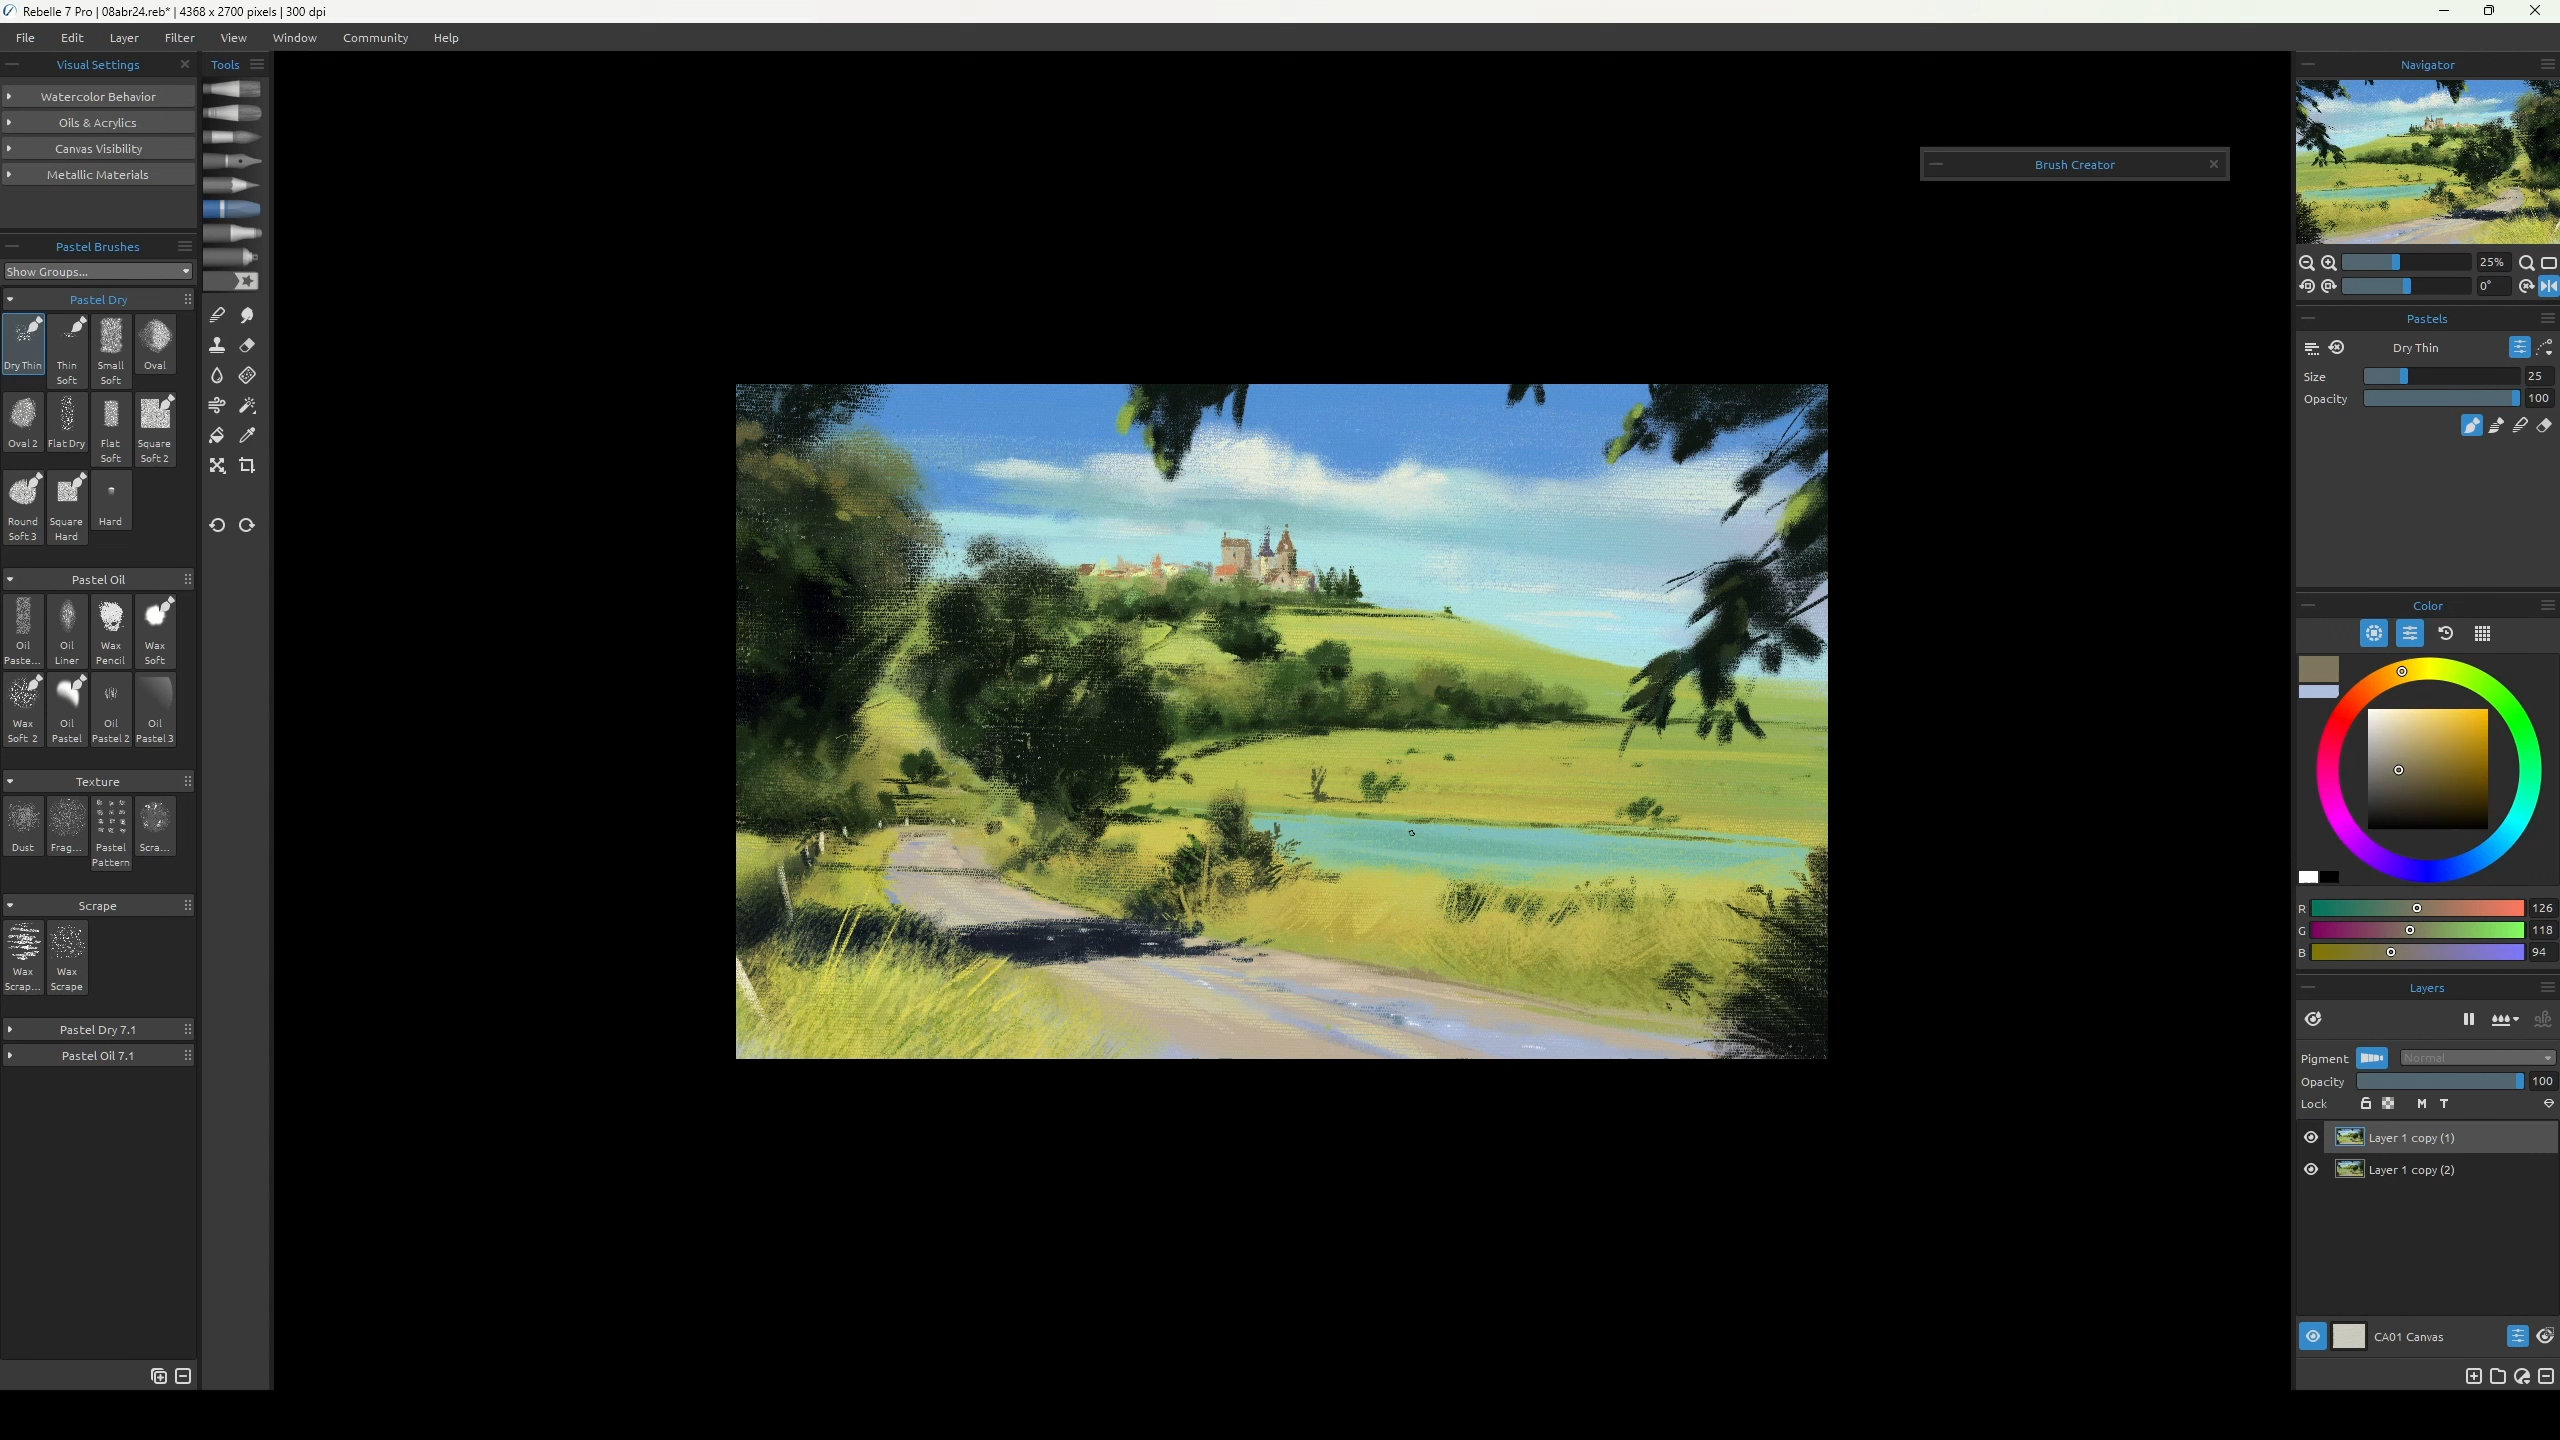 Rebelle 7 Pro | 08abr24.reb* | 4368 x 2700 pixels | 300 dpi
File Edit Layer Filter View Window Community Help
Visual Settings
Watercolor Behavior
Oils & Acrylics
Canvas Visibility
Metallic Materials
Pastel Brushes
Show Groups...
Pastel Dry
Dry Thin
Thin Soft
Small Soft
Oval
Oval 2
Flat Dry
Flat Soft
Square Soft 2
Round Soft 3
Square Hard
Hard
Pastel Oil
Oil Paste...
Oil Liner
Wax Pencil
Wax Soft
Wax Soft 2
Oil Pastel
Oil Pastel 2
Oil Pastel 3
Texture
Dust
Frag...
Pastel Pattern
Scra...
Scrape
Wax Scrap...
Wax Scrape
Pastel Dry 7.1
Pastel Oil 7.1
Tools
Brush Creator
Navigator
25%
0°
Pastels
Dry Thin
Size 25
Opacity 100
Color
R 126
G 118
B 94
Layers
Pigment Normal
Opacity 100
Lock M T
Layer 1 copy (1)
Layer 1 copy (2)
CA01 Canvas